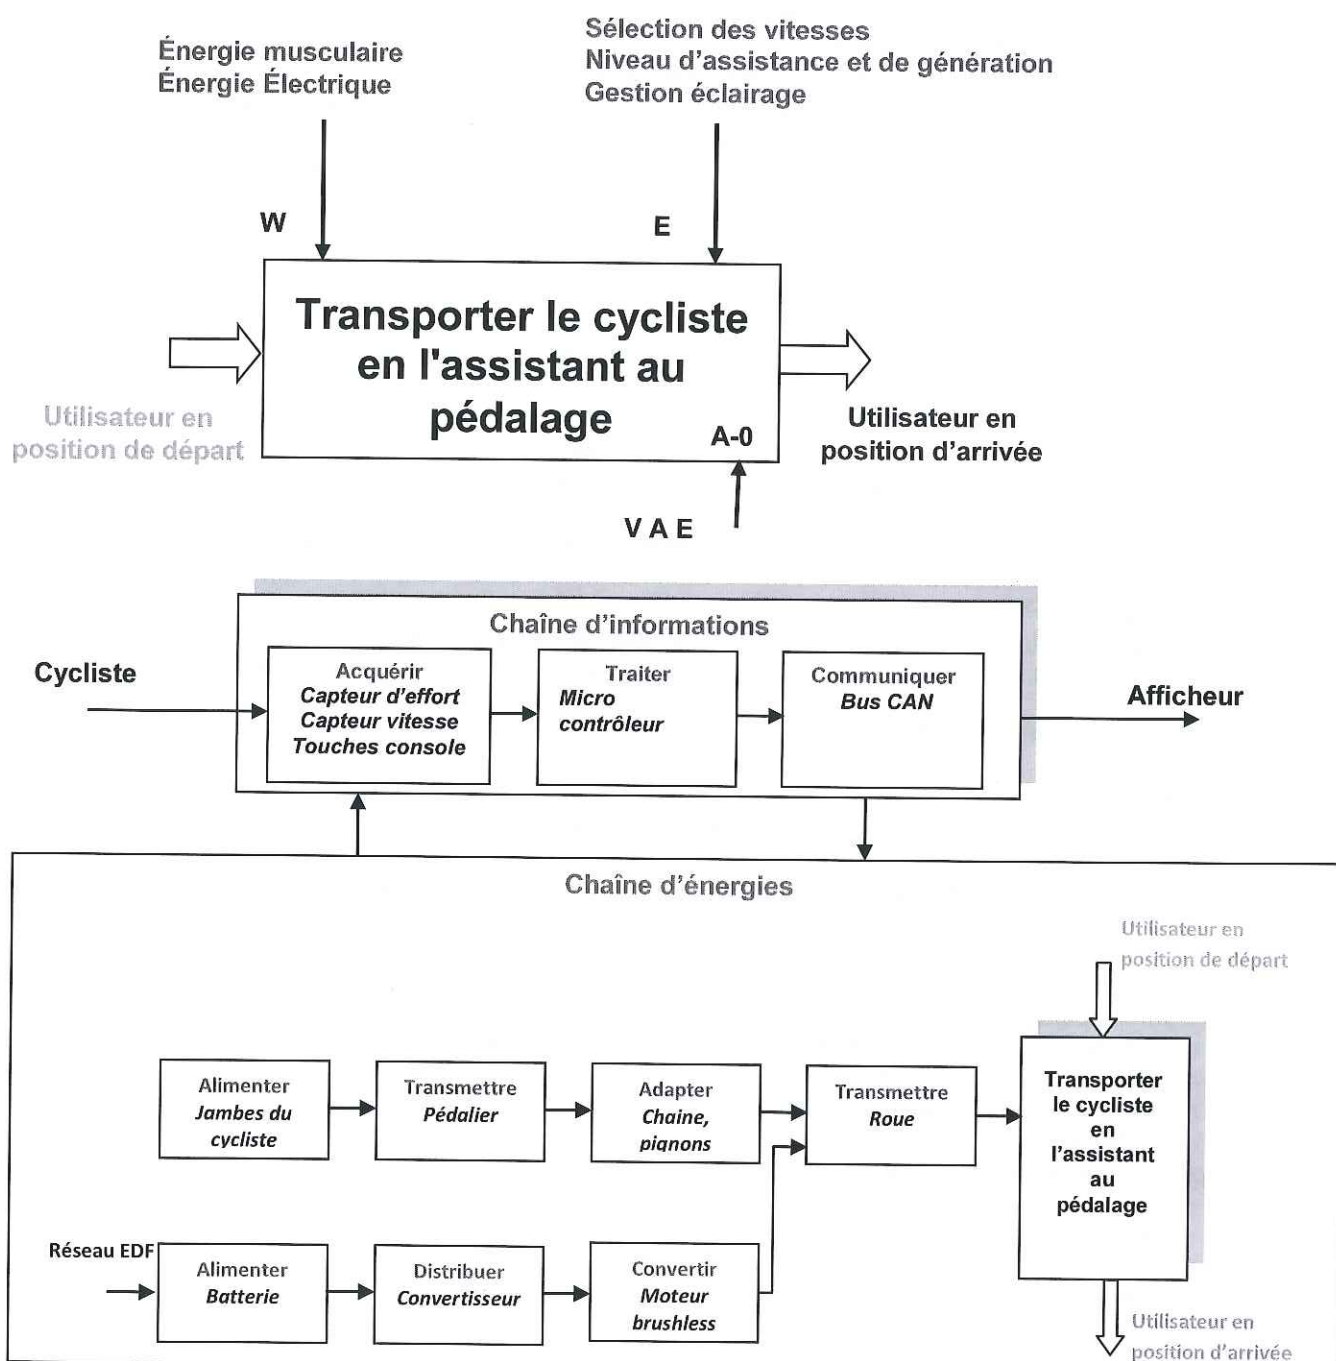 Énergie musculaire
Énergie Électrique
Sélection des vitesses
Niveau d'assistance et de génération
Gestion éclairage
W
E
Transporter le cycliste
en l'assistant au
pédalage
A-0
Utilisateur en
position de départ
Utilisateur en
position d'arrivée
V A E
Chaîne d'informations
Cycliste
Acquérir
Capteur d'effort
Capteur vitesse
Touches console
Traiter
Micro
contrôleur
Communiquer
Bus CAN
Afficheur
Chaîne d'énergies
Utilisateur en
position de départ
Alimenter
Jambes du
cycliste
Transmettre
Pédalier
Adapter
Chaine,
pignons
Transmettre
Roue
Transporter
le cycliste
en
l'assistant
au
pédalage
Réseau EDF
Alimenter
Batterie
Distribuer
Convertisseur
Convertir
Moteur
brushless
Utilisateur en
position d'arrivée